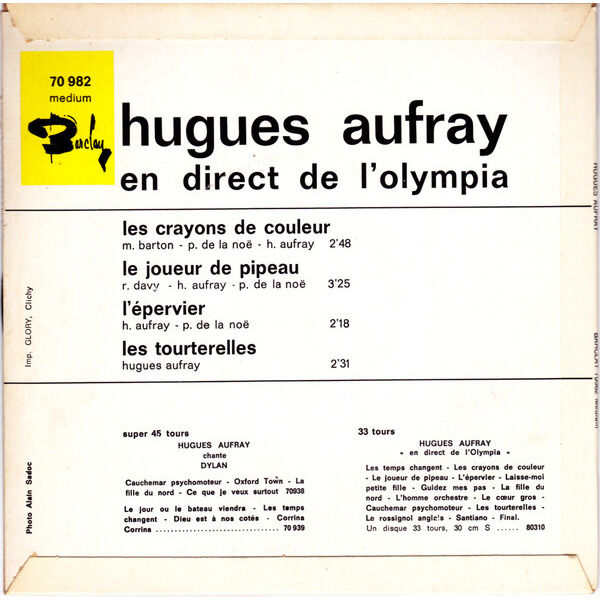 70 982
medium
Barclay
hugues aufray
en direct de l'olympia
les crayons de couleur
m. barton - p. de la noë - h. aufray 2'48
le joueur de pipeau
r. davy - h. aufray - p. de la noë 3'25
l'épervier
h. aufray - p. de la noë 2'18
les tourterelles
hugues aufray 2'31
Imp. GLORY, Clichy
Photo Alain Sadoc
HUGUES AUFRAY
super 45 tours
HUGUES AUFRAY
chante
DYLAN
Cauchemar psychomoteur - Oxford Town - La
fille du nord - Ce que je veux surtout 70938
Le jour ou le bateau viendra - Les temps
changent - Dieu est à nos cotés - Corrina
Corrina .............................. 70 939
33 tours
HUGUES AUFRAY
« en direct de l'Olympia »
Les temps changent - Les crayons de couleur
- Le joueur de pipeau - L'épervier - Laisse-moi
petite fille - Guidez mes pas - La fille du
nord - L'homme orchestre - Le cœur gros -
Cauchemar psychomoteur - Les tourterelles -
Le rossignol anglais - Santiano - Final.
Un disque 33 tours, 30 cm S ...... 80310